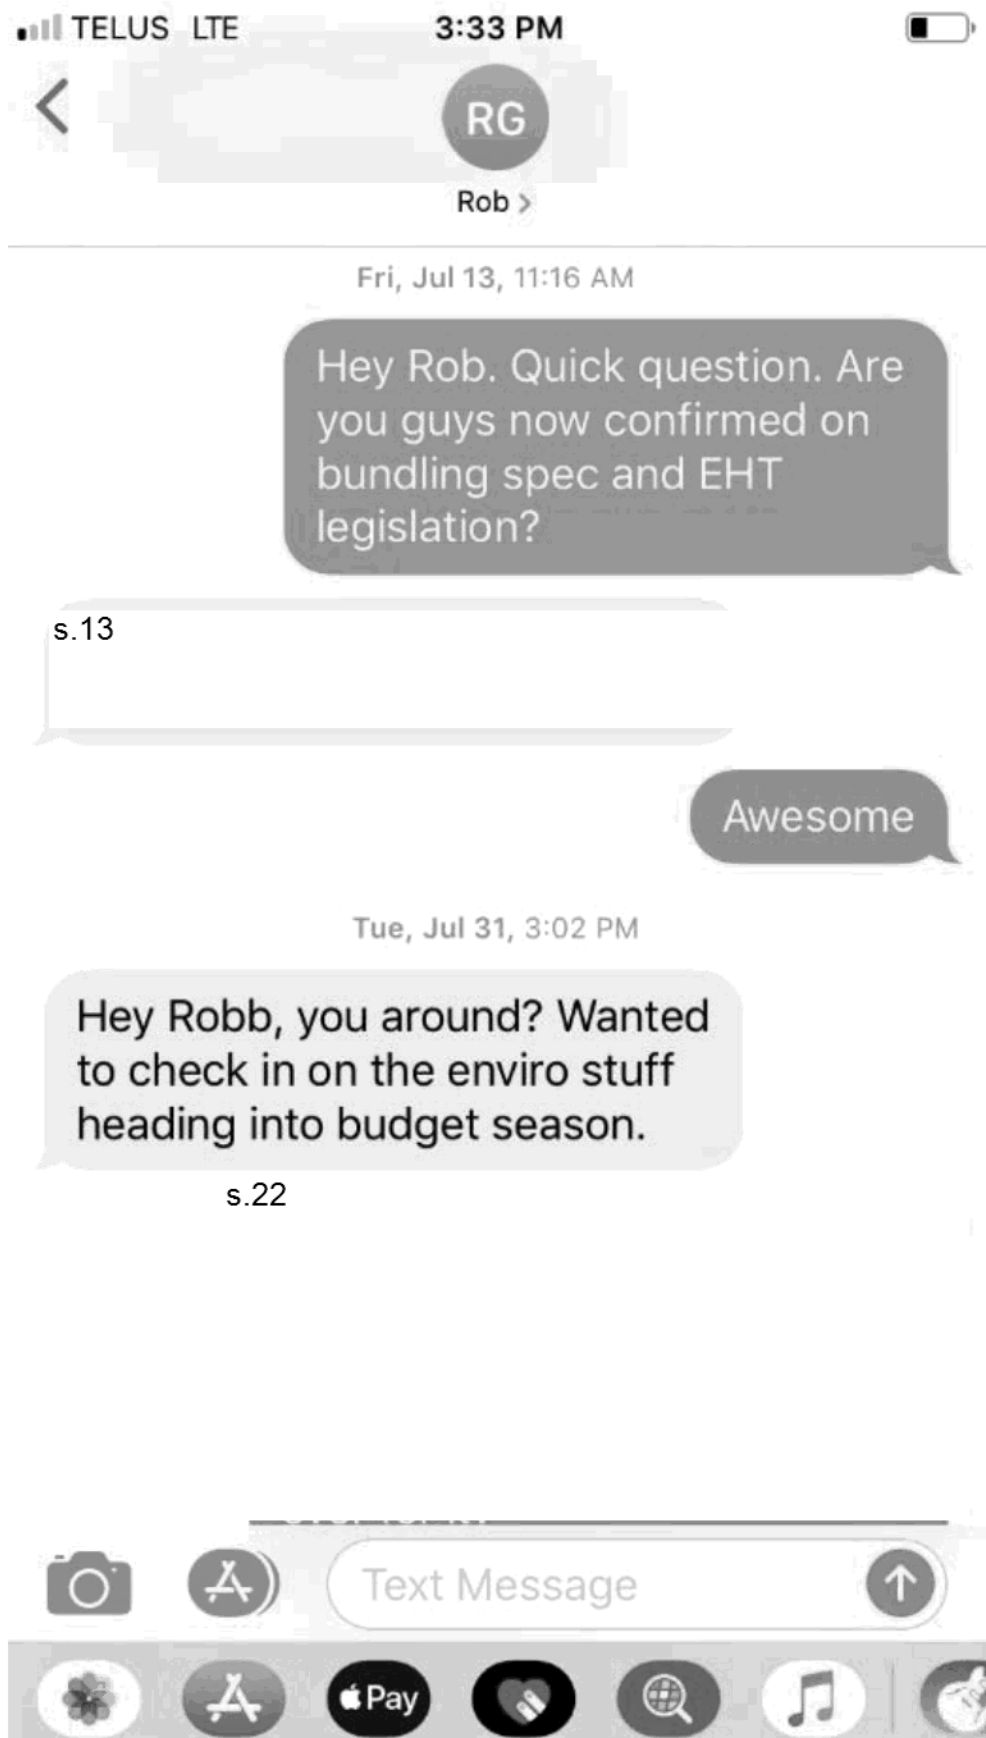 TELUS LTE 3:33 PM
RG
Rob >
Fri, Jul 13, 11:16 AM
Hey Rob. Quick question. Are
you guys now confirmed on
bundling spec and EHT
legislation?
s.13
Awesome
Tue, Jul 31, 3:02 PM
Hey Robb, you around? Wanted
to check in on the enviro stuff
heading into budget season.
s.22
Text Message
Pay